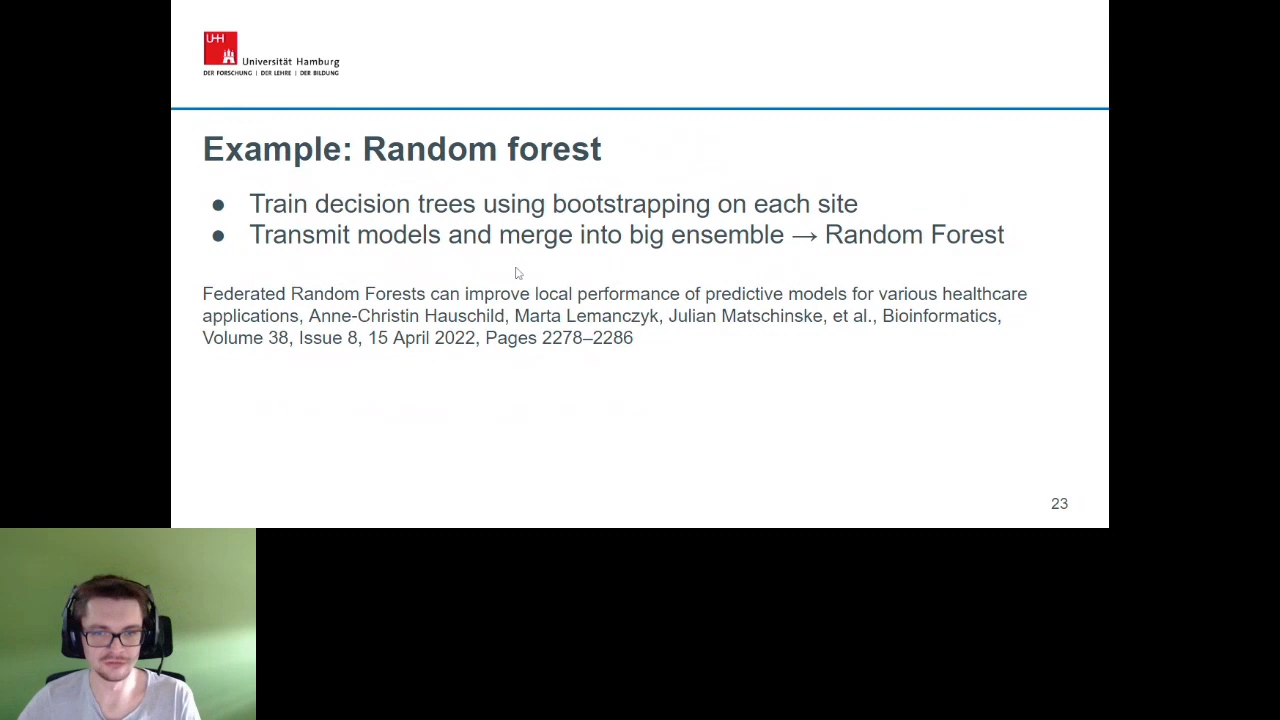 UHH
Universität Hamburg
DER FORSCHUNG | DER LEHRE | DER BILDUNG
Example: Random forest
● Train decision trees using bootstrapping on each site
● Transmit models and merge into big ensemble → Random Forest
Federated Random Forests can improve local performance of predictive models for various healthcare
applications, Anne-Christin Hauschild, Marta Lemanczyk, Julian Matschinske, et al., Bioinformatics,
Volume 38, Issue 8, 15 April 2022, Pages 2278–2286
23